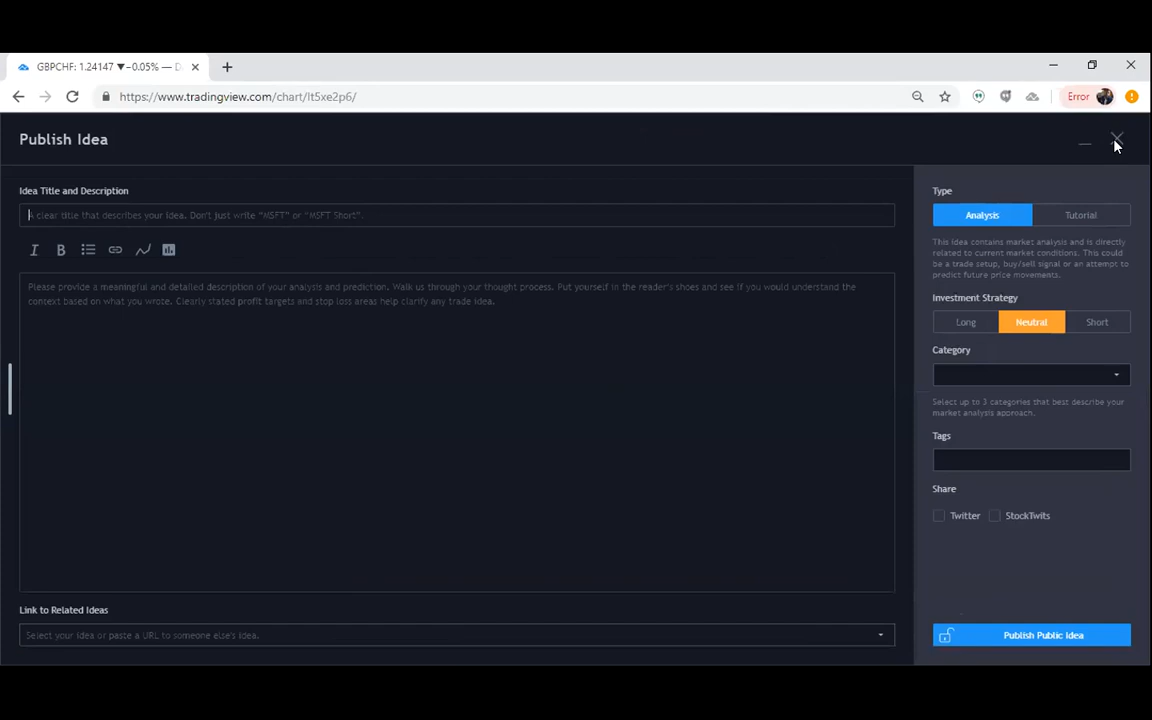 GBPCHF: 1.24147 ▼−0.05% — D
https://www.tradingview.com/chart/lt5xe2p6/
Error
Publish Idea
Idea Title and Description
A clear title that describes your idea. Don't just write "MSFT" or "MSFT Short".
I B
Please provide a meaningful and detailed description of your analysis and prediction. Walk us through your thought process. Put yourself in the reader's shoes and see if you would understand the
context based on what you wrote. Clearly stated profit targets and stop loss areas help clarify any trade idea.
Link to Related Ideas
Select your idea or paste a URL to someone else's idea.
Type
Analysis Tutorial
This idea contains market analysis and is directly
related to current market conditions. This could
be a trade setup, buy/sell signal or an attempt to
predict future price movements.
Investment Strategy
Long Neutral Short
Category
Select up to 3 categories that best describe your
market analysis approach.
Tags
Share
Twitter StockTwits
Publish Public Idea